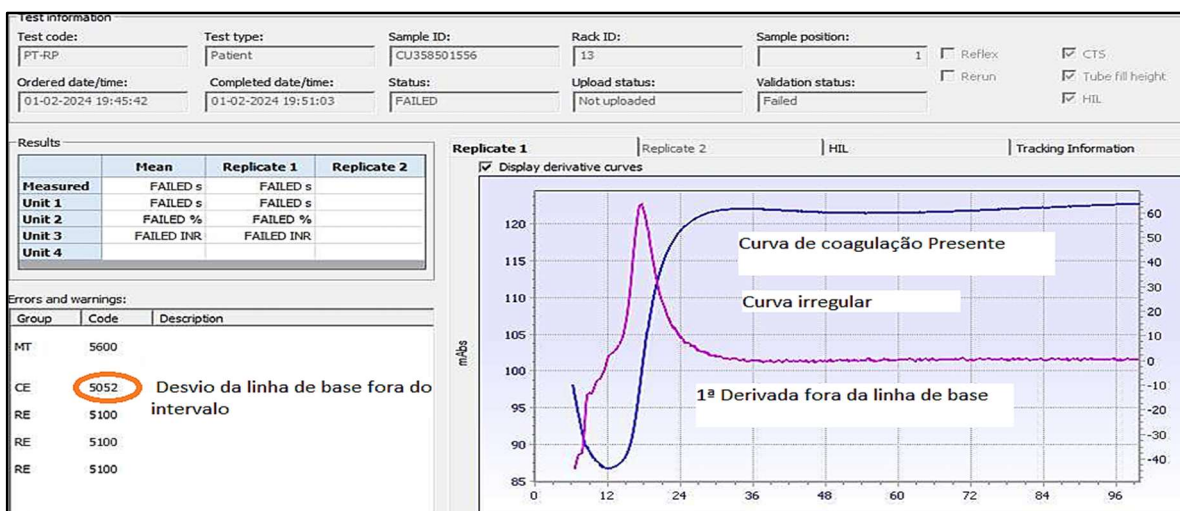 Test information
Test code: Test type: Sample ID: Rack ID: Sample position:
PT-RP Patient CU358501556 13 1 Reflex CTS
Ordered date/time: Completed date/time: Status: Upload status: Validation status: Rerun Tube fill height
01-02-2024 19:45:42 01-02-2024 19:51:03 FAILED Not uploaded Failed HIL
Results
Mean Replicate 1 Replicate 2
Measured FAILED s FAILED s
Unit 1 FAILED s FAILED s
Unit 2 FAILED % FAILED %
Unit 3 FAILED INR FAILED INR
Unit 4
Errors and warnings:
Group Code Description
MT 5600
CE 5052 Desvio da linha de base fora do
intervalo
RE 5100
RE 5100
RE 5100
Replicate 1 Replicate 2 HIL Tracking Information
Display derivative curves
Curva de coagulação Presente
Curva irregular
1ª Derivada fora da linha de base
mAbs
120
115
110
105
100
95
90
85
60
50
40
30
20
10
0
-10
-20
-30
-40
0 12 24 36 48 60 72 84 96